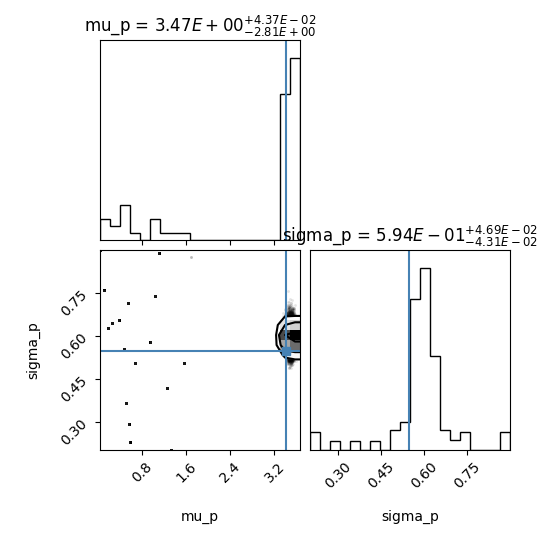 mu_p = 3.47E + 00+4.37E − 02 −2.81E + 00
sigma_p = 5.94E − 01+4.69E − 02 −4.31E − 02
0.75
0.60
0.45
0.30
sigma_p
0.8 1.6 2.4 3.2
mu_p
0.30 0.45 0.60 0.75
sigma_p